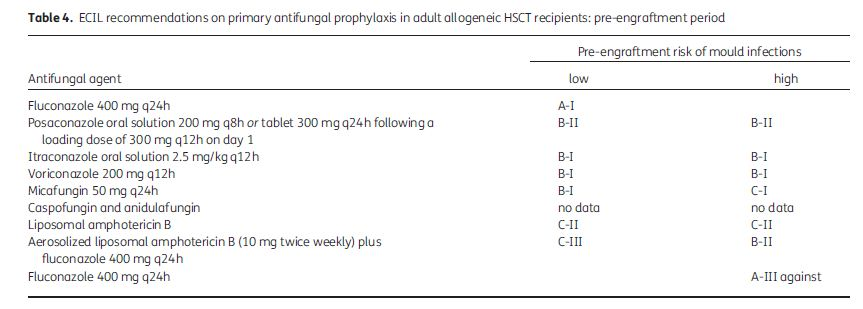 Table 4. ECIL recommendations on primary antifungal prophylaxis in adult allogeneic HSCT recipients: pre-engraftment period
Pre-engraftment risk of mould infections
Antifungal agent low high
Fluconazole 400 mg q24h A-I
Posaconazole oral solution 200 mg q8h or tablet 300 mg q24h following a B-II B-II
loading dose of 300 mg q12h on day 1
Itraconazole oral solution 2.5 mg/kg q12h B-I B-I
Voriconazole 200 mg q12h B-I B-I
Micafungin 50 mg q24h B-I C-I
Caspofungin and anidulafungin no data no data
Liposomal amphotericin B C-II C-II
Aerosolized liposomal amphotericin B (10 mg twice weekly) plus C-III B-II
fluconazole 400 mg q24h
Fluconazole 400 mg q24h A-III against